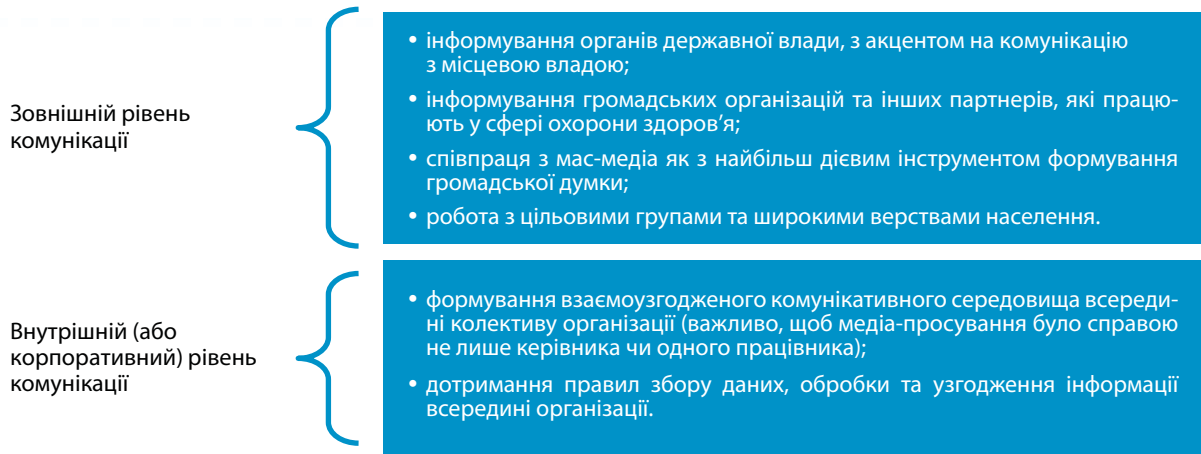 Зовнішній рівень
комунікації
• інформування органів державної влади, з акцентом на комунікацію
з місцевою владою;
• інформування громадських організацій та інших партнерів, які працю-
ють у сфері охорони здоров’я;
• співпраця з мас-медіа як з найбільш дієвим інструментом формування
громадської думки;
• робота з цільовими групами та широкими верствами населення.
Внутрішній (або
корпоративний) рівень
комунікації
• формування взаємоузгодженого комунікативного середовища всереди-
ні колективу організації (важливо, щоб медіа-просування було справою
не лише керівника чи одного працівника);
• дотримання правил збору даних, обробки та узгодження інформації
всередині організації.